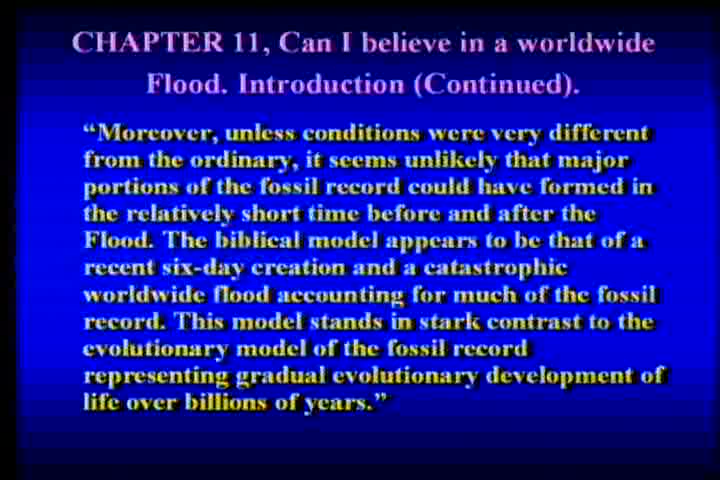 CHAPTER 11, Can I believe in a worldwide
Flood. Introduction (Continued).
“Moreover, unless conditions were very different
from the ordinary, it seems unlikely that major
portions of the fossil record could have formed in
the relatively short time before and after the
Flood. The biblical model appears to be that of a
recent six-day creation and a catastrophic
worldwide flood accounting for much of the fossil
record. This model stands in stark contrast to the
evolutionary model of the fossil record
representing gradual evolutionary development of
life over billions of years.”